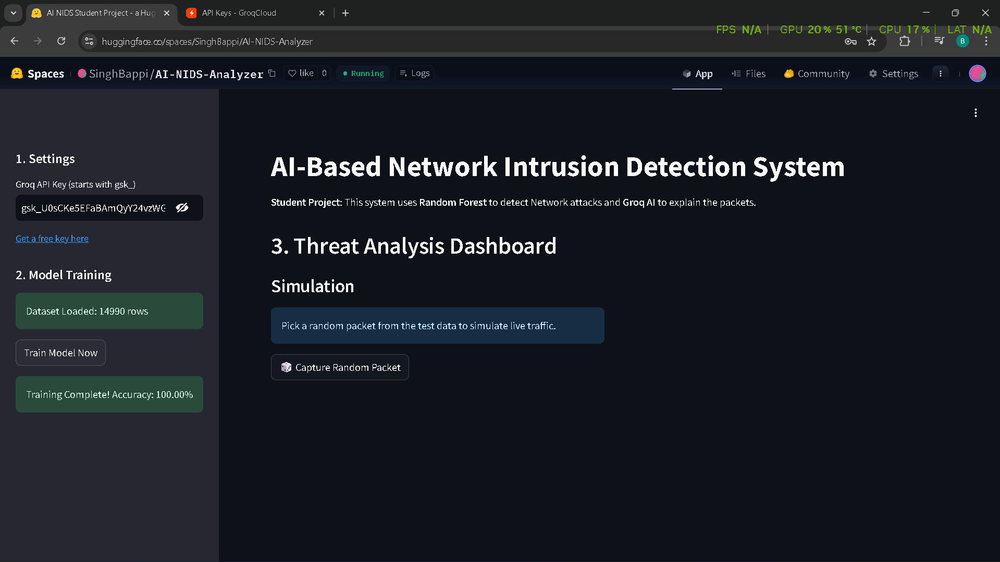 AI NIDS Student Project - a Hug
API Keys - GroqCloud
FPS N/A GPU 20% 51°C CPU 17% LAT N/A
huggingface.co/spaces/SinghBappi/AI-NIDS-Analyzer
B
Spaces SinghBappi/AI-NIDS-Analyzer like 0 Running Logs App Files Community Settings
1. Settings
Groq API Key (starts with gsk_)
gsk_U0sCKe5EFaBAmQyY24vzWG
Get a free key here
2. Model Training
Dataset Loaded: 14990 rows
Train Model Now
Training Complete! Accuracy: 100.00%
AI-Based Network Intrusion Detection System
Student Project: This system uses Random Forest to detect Network attacks and Groq AI to explain the packets.
3. Threat Analysis Dashboard
Simulation
Pick a random packet from the test data to simulate live traffic.
Capture Random Packet